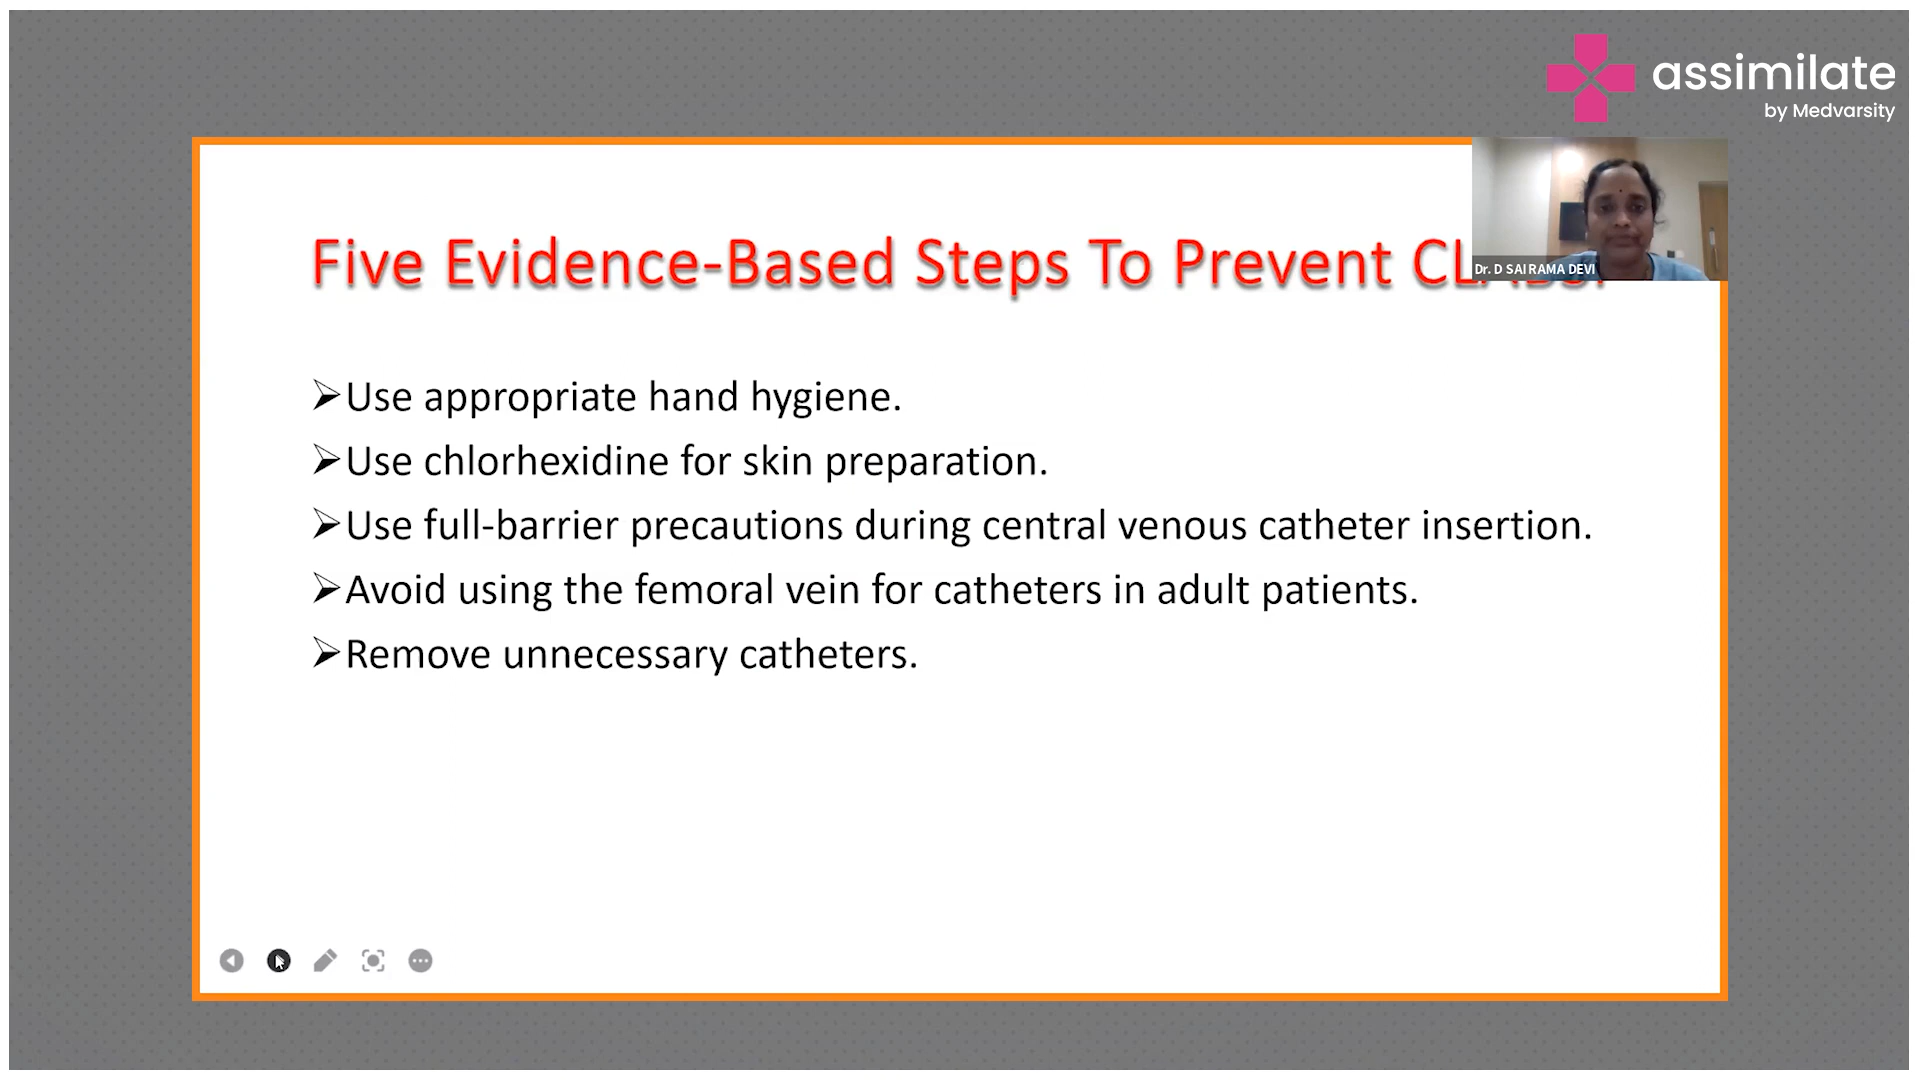 assimilate
by Medvarsity
Five Evidence-Based Steps To Prevent
Dr. D SAI RAMA DEVI
➢Use appropriate hand hygiene.
➢Use chlorhexidine for skin preparation.
➢Use full-barrier precautions during central venous catheter insertion.
➢Avoid using the femoral vein for catheters in adult patients.
➢Remove unnecessary catheters.